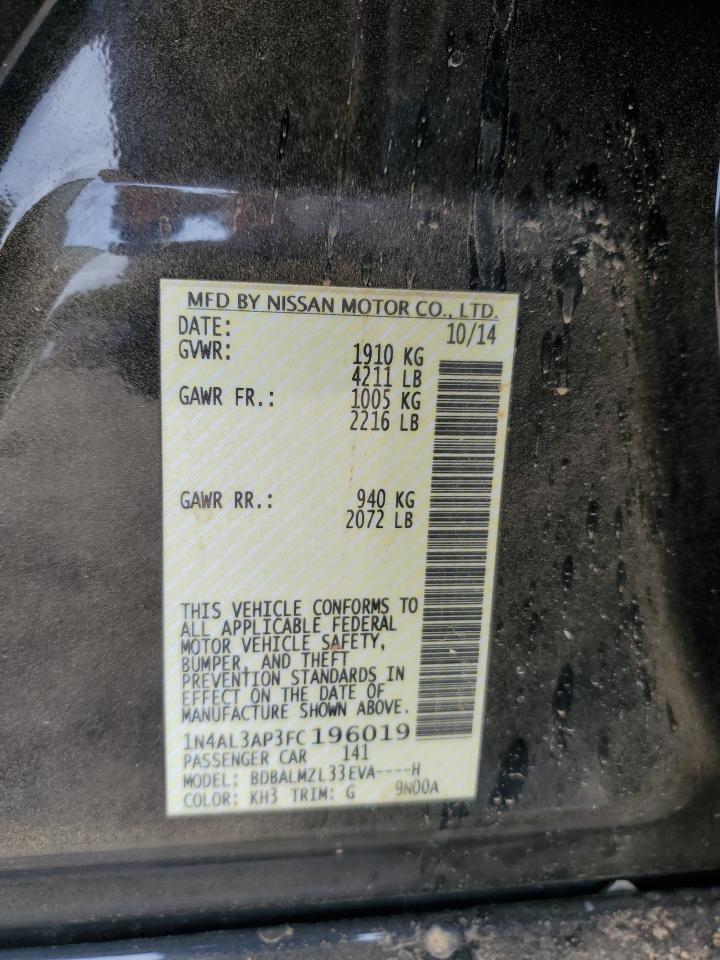 MFD BY NISSAN MOTOR CO., LTD.
DATE: 10/14
GVWR: 1910 KG
4211 LB
GAWR FR.: 1005 KG
2216 LB
GAWR RR.: 940 KG
2072 LB
THIS VEHICLE CONFORMS TO
ALL APPLICABLE FEDERAL
MOTOR VEHICLE SAFETY,
BUMPER, AND THEFT
PREVENTION STANDARDS IN
EFFECT ON THE DATE OF
MANUFACTURE SHOWN ABOVE.
1N4AL3AP3FC196019
PASSENGER CAR 141
MODEL: BDBALMZL33EVA----H
COLOR: KH3 TRIM: G 9N00A